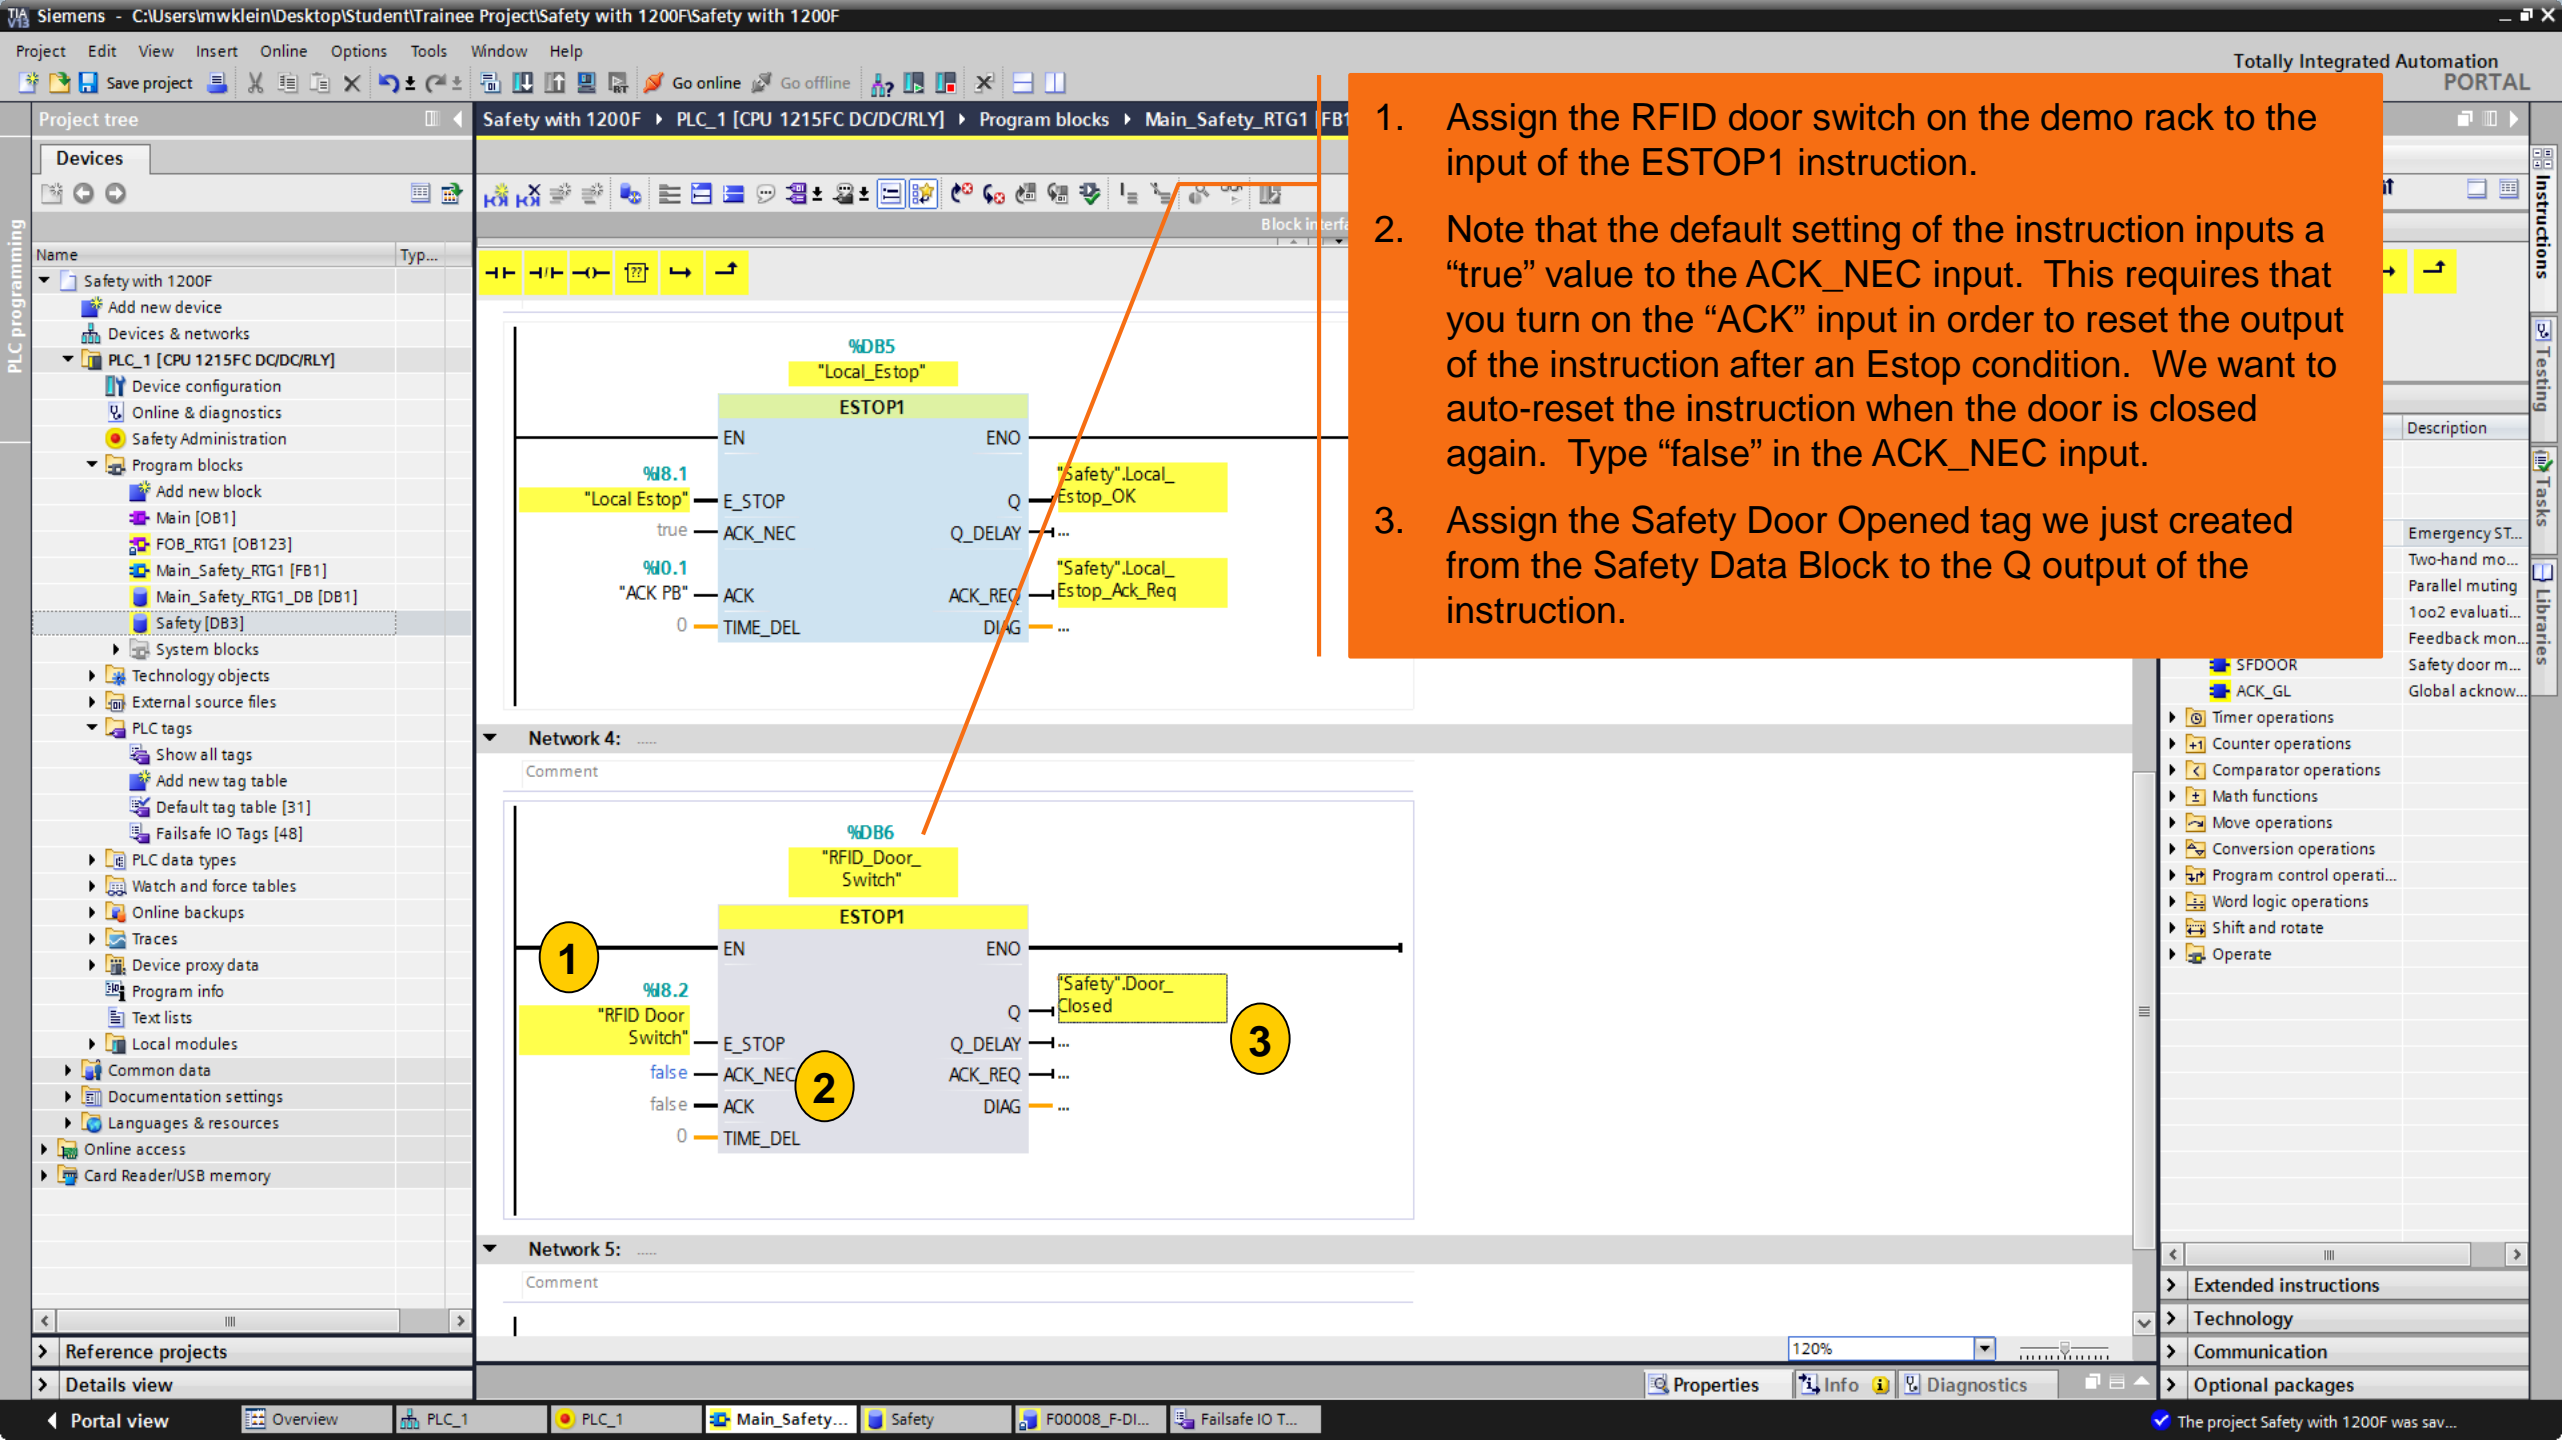 Siemens - C:\Users\mwklein\Desktop\Student\Trainee Project\Safety with 1200F\Safety with 1200F
Project Edit View Insert Online Options Tools Window Help
Totally Integrated Automation
PORTAL
Save project
Go online
Go offline
Project tree
Safety with 1200F ▸ PLC_1 [CPU 1215FC DC/DC/RLY] ▸ Program blocks ▸ Main_Safety_RTG1 [FB1
Devices
Block interfa
PLC programming
Name Typ...
Safety with 1200F
Add new device
Devices & networks
PLC_1 [CPU 1215FC DC/DC/RLY]
Device configuration
Online & diagnostics
Safety Administration
Program blocks
Add new block
Main [OB1]
FOB_RTG1 [OB123]
Main_Safety_RTG1 [FB1]
Main_Safety_RTG1_DB [DB1]
Safety [DB3]
System blocks
Technology objects
External source files
PLC tags
Show all tags
Add new tag table
Default tag table [31]
Failsafe IO Tags [48]
PLC data types
Watch and force tables
Online backups
Traces
Device proxy data
Program info
Text lists
Local modules
Common data
Documentation settings
Languages & resources
Online access
Card Reader/USB memory
Reference projects
Details view
??
%DB5
"Local_Estop"
ESTOP1
EN ENO
%I8.1
"Local Estop" E_STOP Q "Safety".Local_
Estop_OK
true ACK_NEC Q_DELAY ...
%I0.1
"ACK PB" ACK ACK_REQ "Safety".Local_
Estop_Ack_Req
0 TIME_DEL DIAG ...
Network 4: .....
Comment
%DB6
"RFID_Door_
Switch"
ESTOP1
1
EN ENO
%I8.2
"RFID Door
Switch" E_STOP
Q "Safety".Door_
Closed
3
Q_DELAY ...
false ACK_NEC ACK_REQ ...
2
false ACK DIAG ...
0 TIME_DEL
Network 5: .....
Comment
120%
Properties Info Diagnostics
1. Assign the RFID door switch on the demo rack to the
input of the ESTOP1 instruction.
2. Note that the default setting of the instruction inputs a
“true” value to the ACK_NEC input. This requires that
you turn on the “ACK” input in order to reset the output
of the instruction after an Estop condition. We want to
auto-reset the instruction when the door is closed
again. Type “false” in the ACK_NEC input.
3. Assign the Safety Door Opened tag we just created
from the Safety Data Block to the Q output of the
instruction.
Description
Emergency ST...
Two-hand mo...
Parallel muting
1oo2 evaluati...
Feedback mon...
SFDOOR Safety door m...
ACK_GL Global acknow...
Timer operations
Counter operations
Comparator operations
Math functions
Move operations
Conversion operations
Program control operati...
Word logic operations
Shift and rotate
Operate
Extended instructions
Technology
Communication
Optional packages
Instructions
Testing
Tasks
Libraries
Portal view Overview PLC_1 PLC_1 Main_Safety... Safety F00008_F-DI... Failsafe IO T...
The project Safety with 1200F was sav...